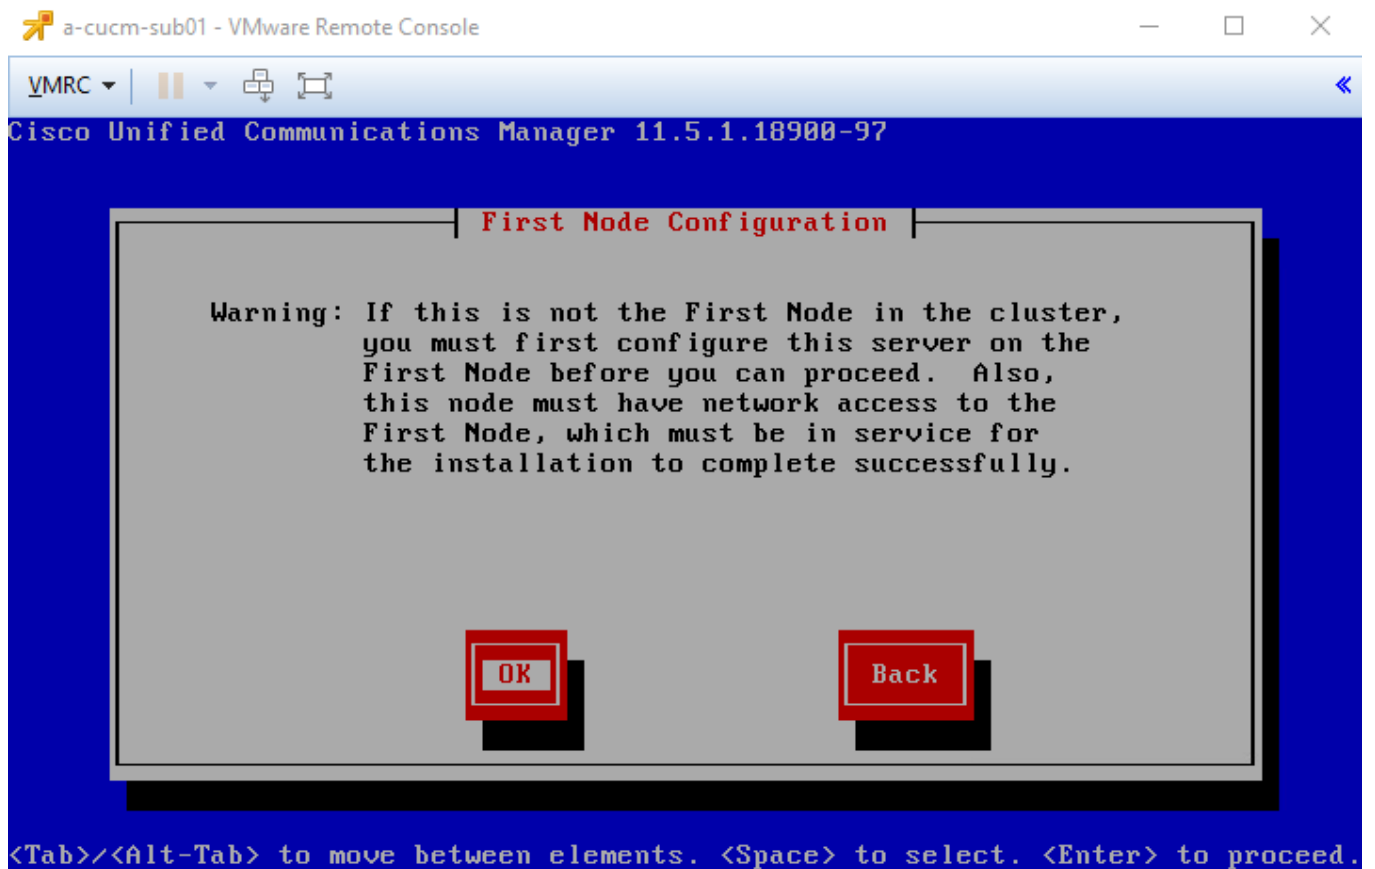 a-cucm-sub01 - VMware Remote Console
VMRC
Cisco Unified Communications Manager 11.5.1.18900-97
First Node Configuration
Warning: If this is not the First Node in the cluster,
you must first configure this server on the
First Node before you can proceed.  Also,
this node must have network access to the
First Node, which must be in service for
the installation to complete successfully.
OK
Back
<Tab>/<Alt-Tab> to move between elements. <Space> to select. <Enter> to proceed.